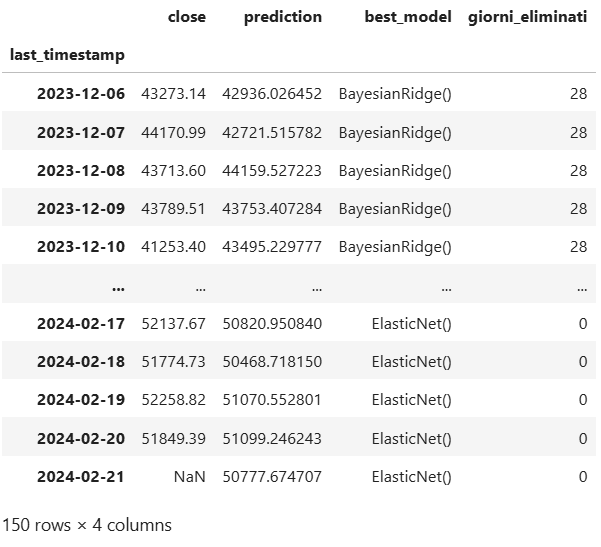 close prediction best_model giorni_eliminati
last_timestamp
2023-12-06 43273.14 42936.026452 BayesianRidge() 28
2023-12-07 44170.99 42721.515782 BayesianRidge() 28
2023-12-08 43713.60 44159.527223 BayesianRidge() 28
2023-12-09 43789.51 43753.407284 BayesianRidge() 28
2023-12-10 41253.40 43495.229777 BayesianRidge() 28
... ... ... ... ...
2024-02-17 52137.67 50820.950840 ElasticNet() 0
2024-02-18 51774.73 50468.718150 ElasticNet() 0
2024-02-19 52258.82 51070.552801 ElasticNet() 0
2024-02-20 51849.39 51099.246243 ElasticNet() 0
2024-02-21 NaN 50777.674707 ElasticNet() 0
150 rows × 4 columns